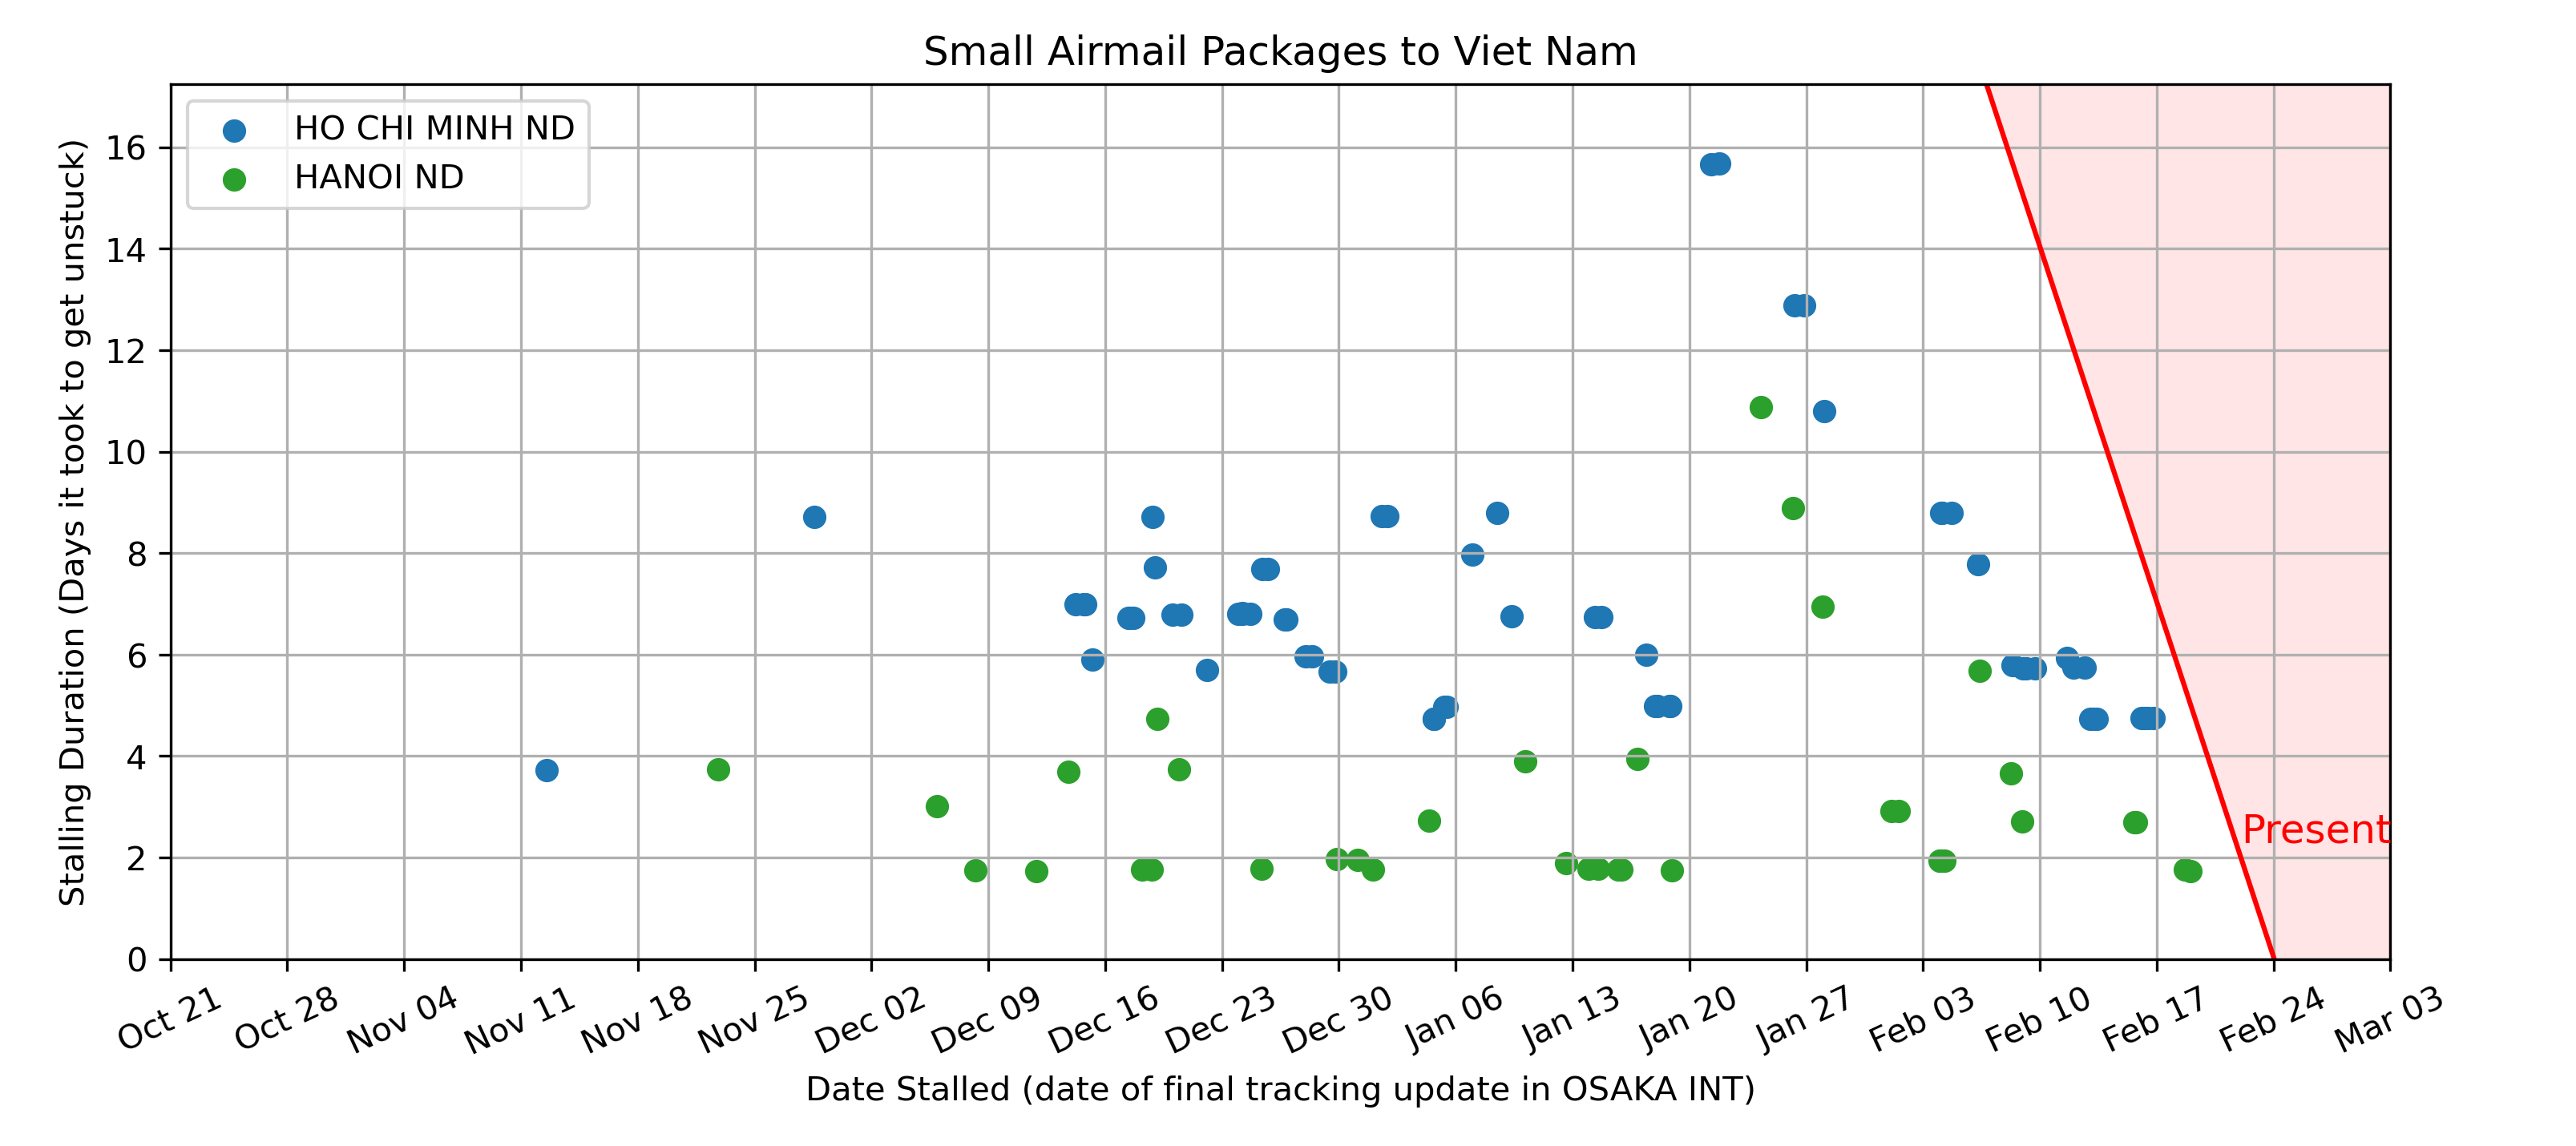 Small Airmail Packages to Viet Nam
HO CHI MINH ND
HANOI ND
Stalling Duration (Days it took to get unstuck)
16
14
12
10
8
6
4
2
0
Present
Oct 21
Oct 28
Nov 04
Nov 11
Nov 18
Nov 25
Dec 02
Dec 09
Dec 16
Dec 23
Dec 30
Jan 06
Jan 13
Jan 20
Jan 27
Feb 03
Feb 10
Feb 17
Feb 24
Mar 03
Date Stalled (date of final tracking update in OSAKA INT)